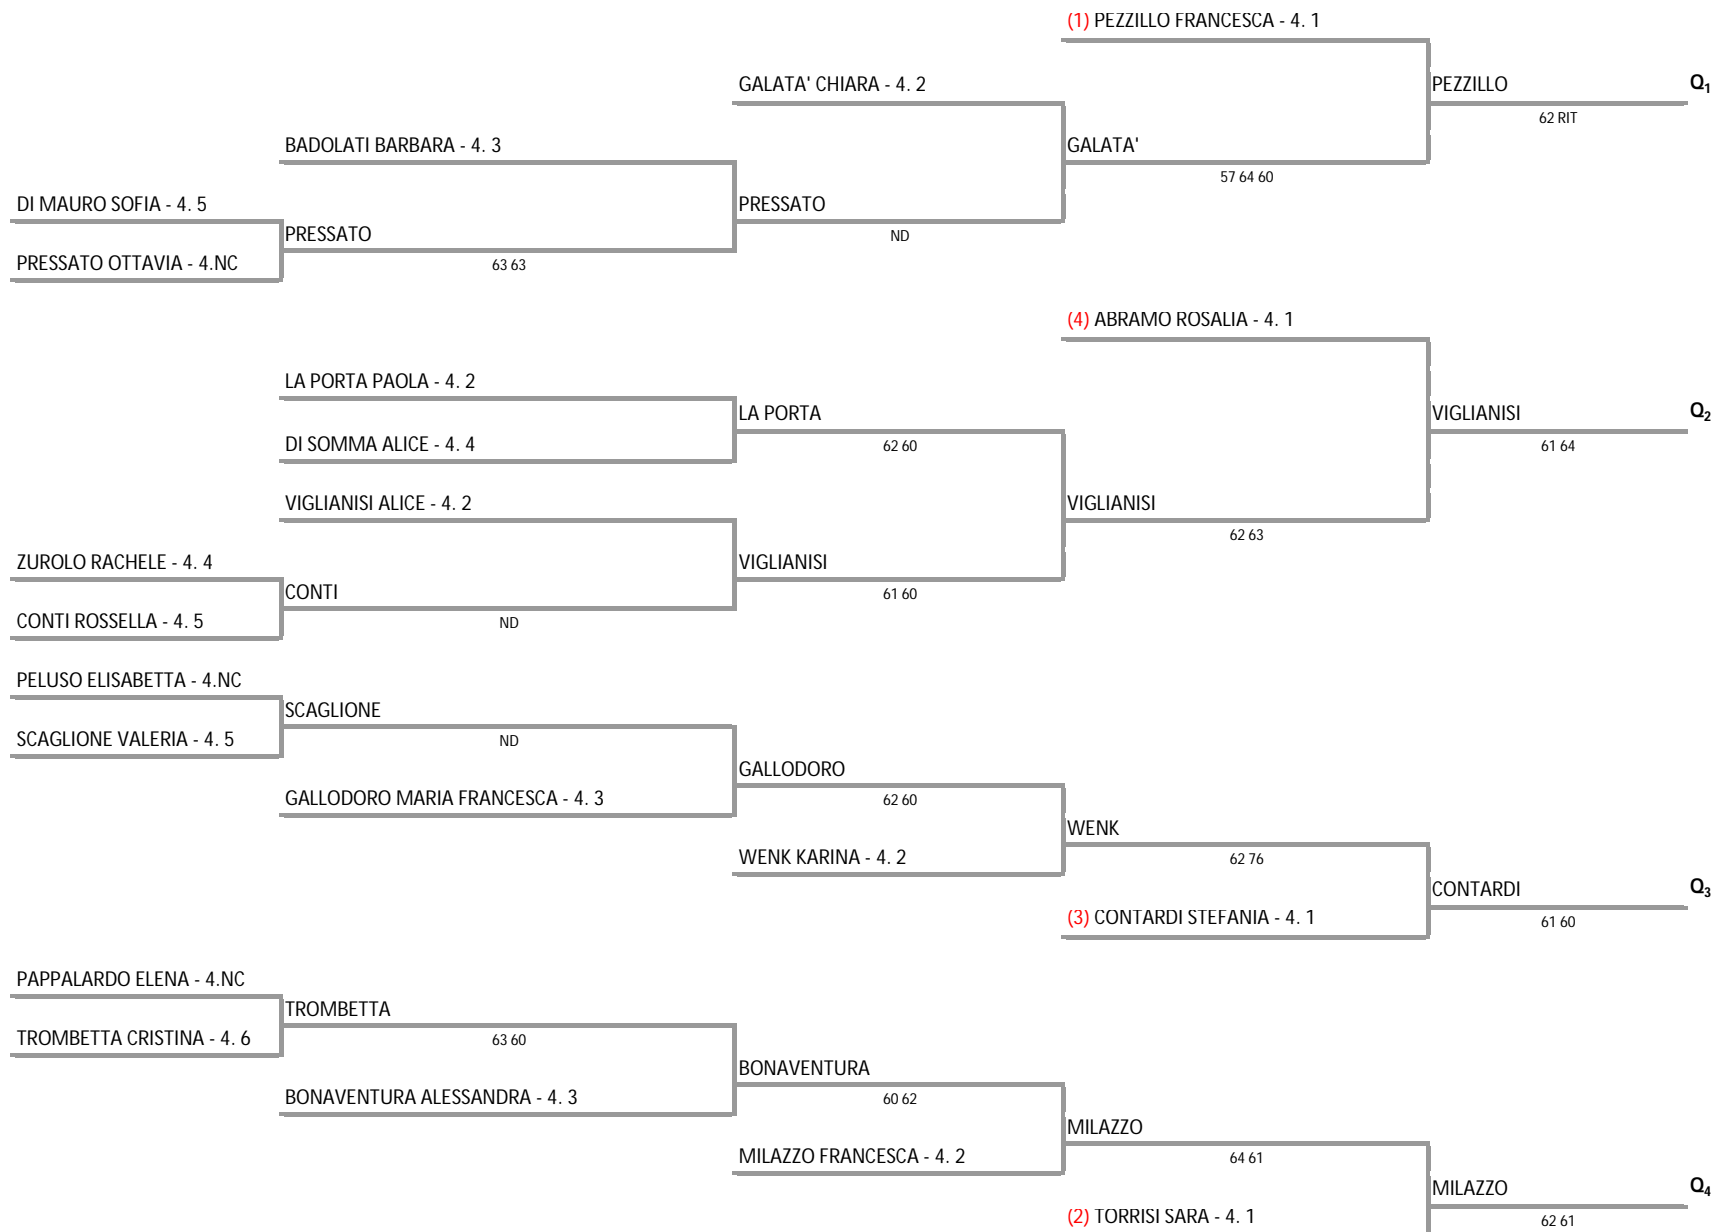 (1) PEZZILLO FRANCESCA - 4. 1
GALATA' CHIARA - 4. 2
PEZZILLO
Q1
62 RIT
BADOLATI BARBARA - 4. 3
GALATA'
57 64 60
DI MAURO SOFIA - 4. 5
PRESSATO
ND
PRESSATO
63 63
PRESSATO OTTAVIA - 4.NC
(4) ABRAMO ROSALIA - 4. 1
LA PORTA PAOLA - 4. 2
LA PORTA
62 60
VIGLIANISI
Q2
61 64
DI SOMMA ALICE - 4. 4
VIGLIANISI ALICE - 4. 2
VIGLIANISI
62 63
ZUROLO RACHELE - 4. 4
VIGLIANISI
61 60
CONTI
ND
CONTI ROSSELLA - 4. 5
PELUSO ELISABETTA - 4.NC
SCAGLIONE
ND
SCAGLIONE VALERIA - 4. 5
GALLODORO
62 60
GALLODORO MARIA FRANCESCA - 4. 3
WENK
62 76
WENK KARINA - 4. 2
CONTARDI
Q3
61 60
(3) CONTARDI STEFANIA - 4. 1
PAPPALARDO ELENA - 4.NC
TROMBETTA
63 60
TROMBETTA CRISTINA - 4. 6
BONAVENTURA
60 62
BONAVENTURA ALESSANDRA - 4. 3
MILAZZO
64 61
MILAZZO FRANCESCA - 4. 2
MILAZZO
Q4
62 61
(2) TORRISI SARA - 4. 1